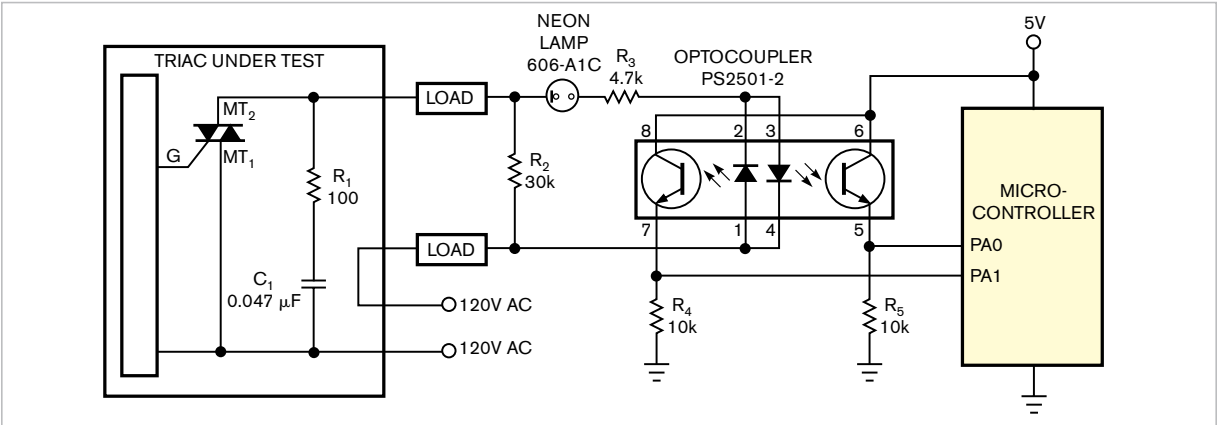 NEON
LAMP
606-A1C
5V
TRIAC UNDER TEST
R3
4.7k
OPTOCOUPLER
PS2501-2
MT2
LOAD
8
2
3
6
G
MT1
R1
100
R2
30k
MICRO-
CONTROLLER
LOAD
7
1
4
5
PA0
PA1
C1
0.047 μF
120V AC
R4
10k
R5
10k
120V AC